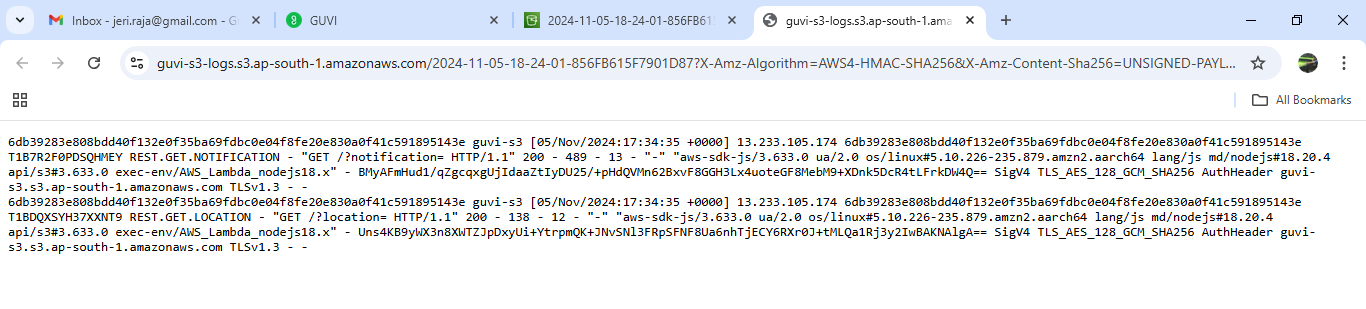 Inbox - jeri.raja@gmail.com - G
GUVI
2024-11-05-18-24-01-856FB615
guvi-s3-logs.s3.ap-south-1.ama
guvi-s3-logs.s3.ap-south-1.amazonaws.com/2024-11-05-18-24-01-856FB615F7901D87?X-Amz-Algorithm=AWS4-HMAC-SHA256&X-Amz-Content-Sha256=UNSIGNED-PAYL...
All Bookmarks
6db39283e808bdd40f132e0f35ba69fdbc0e04f8fe20e830a0f41c591895143e guvi-s3 [05/Nov/2024:17:34:35 +0000] 13.233.105.174 6db39283e808bdd40f132e0f35ba69fdbc0e04f8fe20e830a0f41c591895143e
T1B7R2F0PDSQHMEY REST.GET.NOTIFICATION - "GET /?notification= HTTP/1.1" 200 - 489 - 13 - "-" "aws-sdk-js/3.633.0 ua/2.0 os/linux#5.10.226-235.879.amzn2.aarch64 lang/js md/nodejs#18.20.4
api/s3#3.633.0 exec-env/AWS_Lambda_nodejs18.x" - BMyAFmHud1/qZgcqxgUjIdaaZtIyDU25/+pHdQVMn62BxvF8GGH3Lx4uoteGF8MebM9+XDnk5DcR4tLFrkDW4Q== SigV4 TLS_AES_128_GCM_SHA256 AuthHeader guvi-
s3.s3.ap-south-1.amazonaws.com TLSv1.3 - -
6db39283e808bdd40f132e0f35ba69fdbc0e04f8fe20e830a0f41c591895143e guvi-s3 [05/Nov/2024:17:34:35 +0000] 13.233.105.174 6db39283e808bdd40f132e0f35ba69fdbc0e04f8fe20e830a0f41c591895143e
T1BDQXSYH37XXNT9 REST.GET.LOCATION - "GET /?location= HTTP/1.1" 200 - 138 - 12 - "-" "aws-sdk-js/3.633.0 ua/2.0 os/linux#5.10.226-235.879.amzn2.aarch64 lang/js md/nodejs#18.20.4
api/s3#3.633.0 exec-env/AWS_Lambda_nodejs18.x" - Uns4KB9yWX3n8XWTZJpDxyUi+YtrpmQK+JNvSNl3FRpSFNF8Ua6nhTjECY6RXr0J+tMLQa1Rj3y2IwBAKNAlgA== SigV4 TLS_AES_128_GCM_SHA256 AuthHeader guvi-
s3.s3.ap-south-1.amazonaws.com TLSv1.3 - -